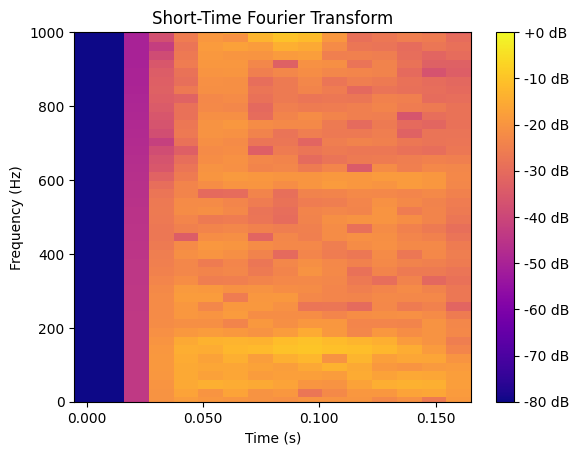 Short-Time Fourier Transform
1000
800
600
400
200
0
Frequency (Hz)
0.000
0.050
0.100
0.150
Time (s)
+0 dB
-10 dB
-20 dB
-30 dB
-40 dB
-50 dB
-60 dB
-70 dB
-80 dB